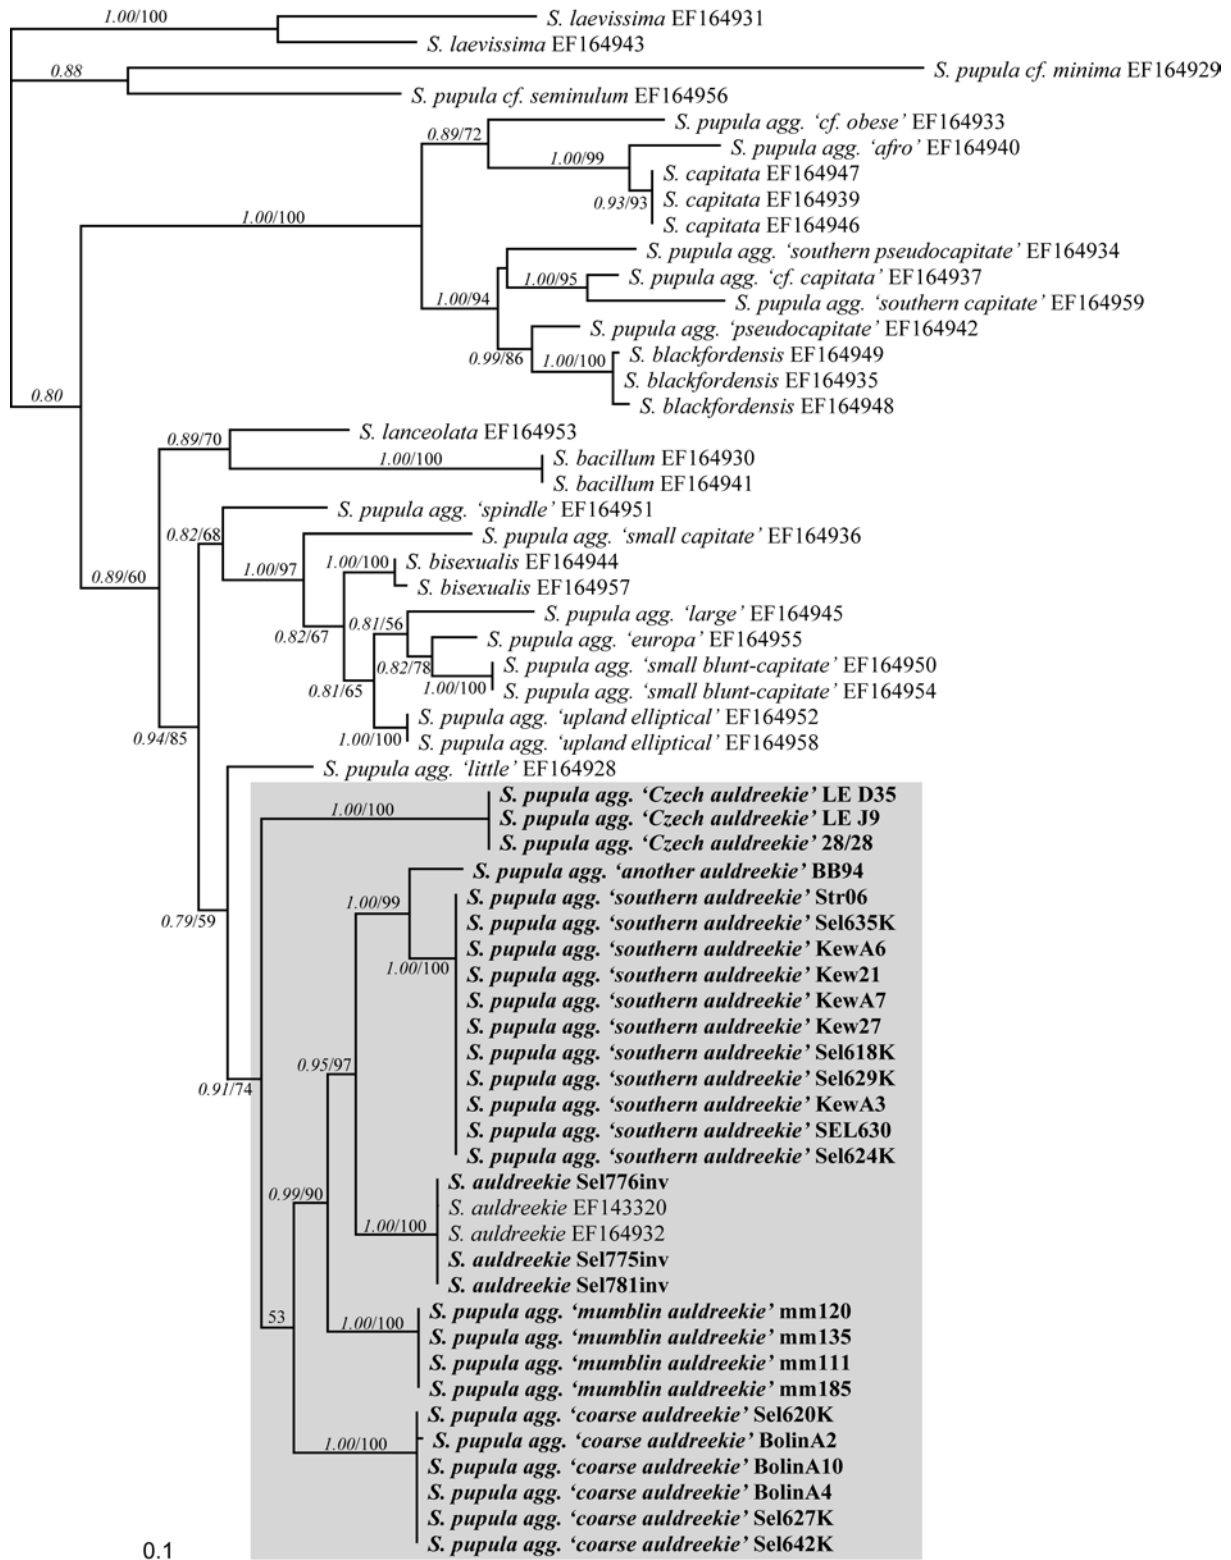 1.00/100
S. laevissima EF164931
S. laevissima EF164943
0.88
S. pupula cf. minima EF164929
S. pupula cf. seminulum EF164956
0.89/72
S. pupula agg. ‘cf. obese’ EF164933
S. pupula agg. ‘afro’ EF164940
1.00/99
S. capitata EF164947
S. capitata EF164939
0.93/93
S. capitata EF164946
1.00/100
S. pupula agg. ‘southern pseudocapitate’ EF164934
1.00/95
S. pupula agg. ‘cf. capitata’ EF164937
1.00/94
S. pupula agg. ‘southern capitate’ EF164959
S. pupula agg. ‘pseudocapitate’ EF164942
0.99/86
1.00/100
S. blackfordensis EF164949
S. blackfordensis EF164935
S. blackfordensis EF164948
0.80
S. lanceolata EF164953
0.89/70
1.00/100
S. bacillum EF164930
S. bacillum EF164941
S. pupula agg. ‘spindle’ EF164951
0.82/68
S. pupula agg. ‘small capitate’ EF164936
0.89/60
1.00/97
1.00/100
S. bisexualis EF164944
S. bisexualis EF164957
S. pupula agg. ‘large’ EF164945
0.82/67
0.81/56
S. pupula agg. ‘europa’ EF164955
0.82/78
S. pupula agg. ‘small blunt-capitate’ EF164950
0.81/65
1.00/100
S. pupula agg. ‘small blunt-capitate’ EF164954
S. pupula agg. ‘upland elliptical’ EF164952
0.94/85
1.00/100
S. pupula agg. ‘upland elliptical’ EF164958
S. pupula agg. ‘little’ EF164928
S. pupula agg. ‘Czech auldreekie’ LE D35
1.00/100
S. pupula agg. ‘Czech auldreekie’ LE J9
S. pupula agg. ‘Czech auldreekie’ 28/28
S. pupula agg. ‘another auldreekie’ BB94
1.00/99
S. pupula agg. ‘southern auldreekie’ Str06
0.79/59
S. pupula agg. ‘southern auldreekie’ Sel635K
S. pupula agg. ‘southern auldreekie’ KewA6
1.00/100
S. pupula agg. ‘southern auldreekie’ Kew21
S. pupula agg. ‘southern auldreekie’ KewA7
S. pupula agg. ‘southern auldreekie’ Kew27
S. pupula agg. ‘southern auldreekie’ Sel618K
0.95/97
S. pupula agg. ‘southern auldreekie’ Sel629K
0.91/74
S. pupula agg. ‘southern auldreekie’ KewA3
S. pupula agg. ‘southern auldreekie’ SEL630
S. pupula agg. ‘southern auldreekie’ Sel624K
S. auldreekie Sel776inv
0.99/90
S. auldreekie EF143320
1.00/100
S. auldreekie EF164932
S. auldreekie Sel775inv
S. auldreekie Sel781inv
53
S. pupula agg. ‘mumblin auldreekie’ mm120
1.00/100
S. pupula agg. ‘mumblin auldreekie’ mm135
S. pupula agg. ‘mumblin auldreekie’ mm111
S. pupula agg. ‘mumblin auldreekie’ mm185
S. pupula agg. ‘coarse auldreekie’ Sel620K
1.00/100
S. pupula agg. ‘coarse auldreekie’ BolinA2
S. pupula agg. ‘coarse auldreekie’ BolinA10
S. pupula agg. ‘coarse auldreekie’ BolinA4
S. pupula agg. ‘coarse auldreekie’ Sel627K
S. pupula agg. ‘coarse auldreekie’ Sel642K
0.1